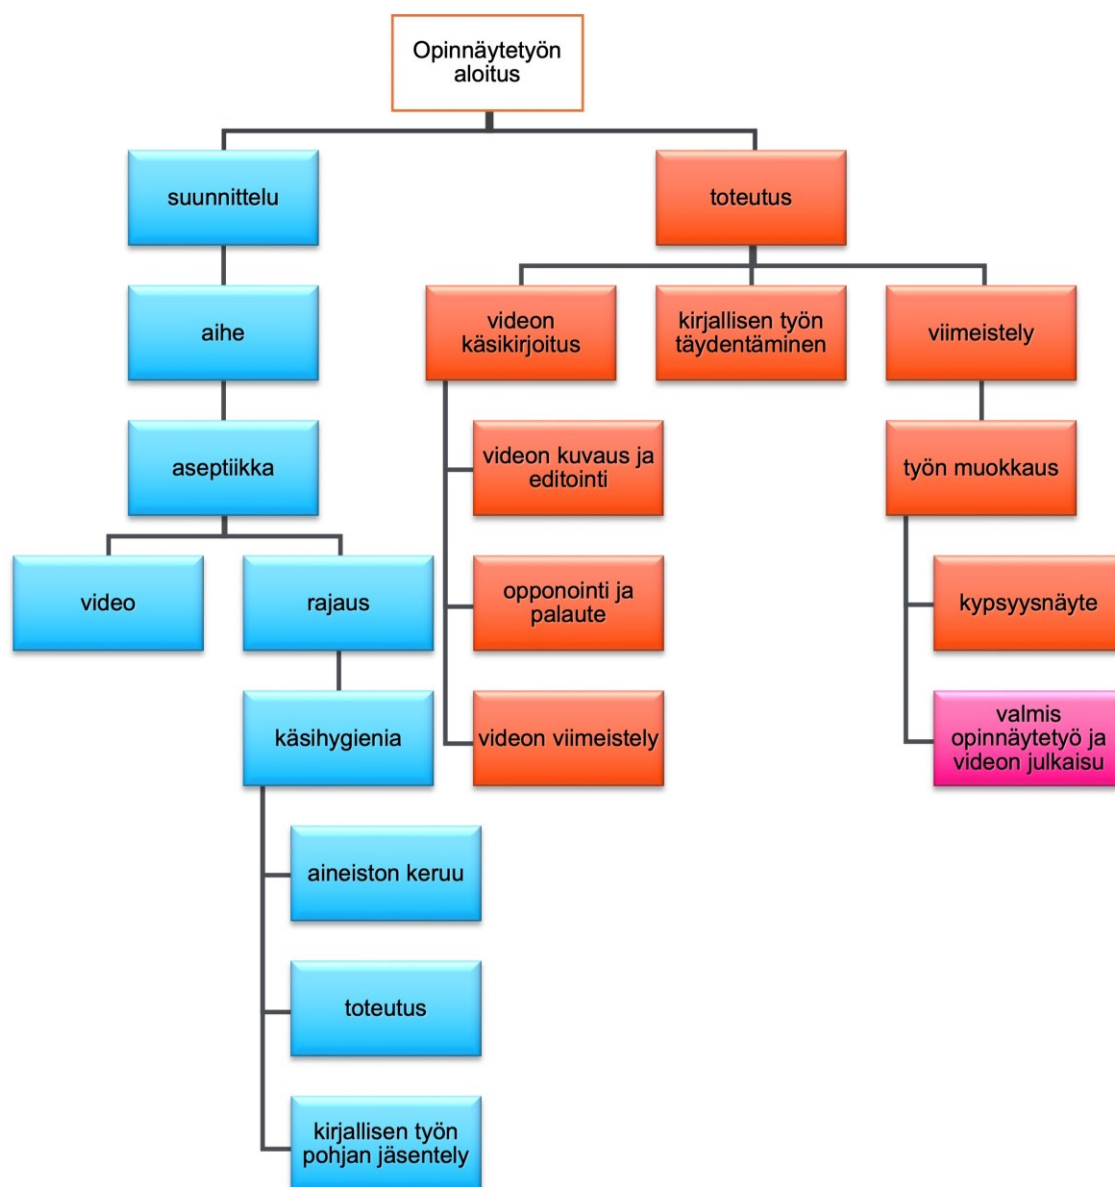 Opinnäytetyön
aloitus
suunnittelu
toteutus
aihe
videon
käsikirjoitus
kirjallisen työn
täydentäminen
viimeistely
aseptiikka
videon kuvaus ja
editointi
työn muokkaus
video
rajaus
opponointi ja
palaute
kypsyysnäyte
käsihygienia
videon viimeistely
valmis
opinnäytetyö ja
videon julkaisu
aineiston keruu
toteutus
kirjallisen työn
pohjan jäsentely